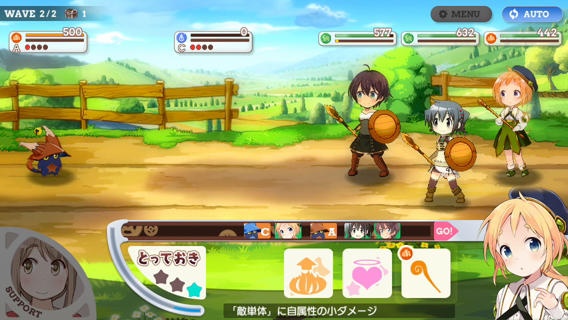 WAVE 2/2 1
MENU
AUTO
500
A
0
C
577
632
442
C
A
GO!
とっておき
SUPPORT
「敵単体」に自属性の小ダメージ